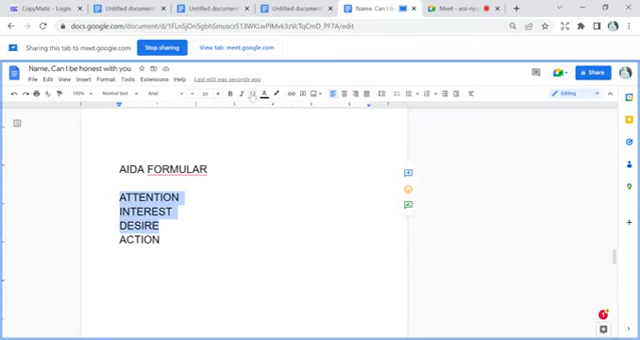 CopyMatic - Login
Untitled document
Untitled document
Untitled document
Name, Can I be
Meet - aoi-nyo
docs.google.com/document/d/
Sharing this tab to meet.google.com
Stop sharing
View tab: meet.google.com
Name, Can I be honest with you
File Edit View Insert Format Tools Extensions Help
Last edit was seconds ago
Share
100%
Normal text
Arial
Editing
AIDA FORMULAR
ATTENTION
INTEREST
DESIRE
ACTION